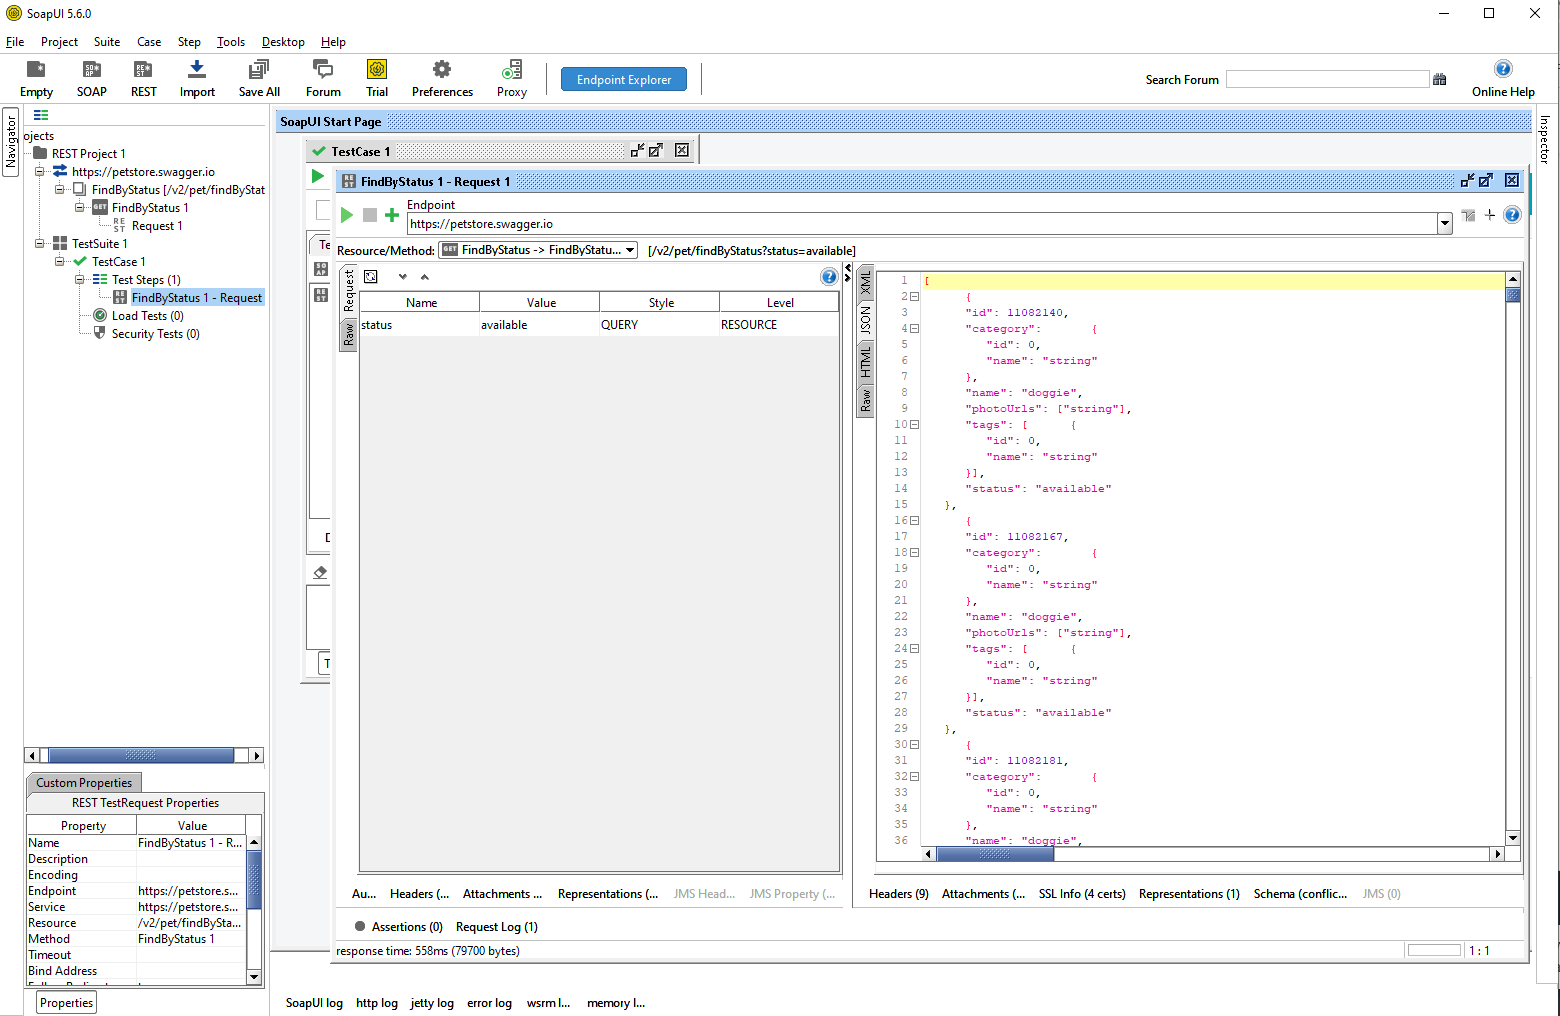 SoapUI 5.6.0
File Project Suite Case Step Tools Desktop Help
Empty SOAP REST Import Save All Forum Trial Preferences Proxy Endpoint Explorer Search Forum Online Help
Navigator
Inspector
ojects
REST Project 1
https://petstore.swagger.io
FindByStatus [/v2/pet/findByStat
GET FindByStatus 1
REST Request 1
TestSuite 1
TestCase 1
Test Steps (1)
REST FindByStatus 1 - Request
Load Tests (0)
Security Tests (0)
Custom Properties
REST TestRequest Properties
Property Value
Name FindByStatus 1 - R...
Description
Encoding
Endpoint https://petstore.s...
Service https://petstore.s...
Resource /v2/pet/findBySta...
Method FindByStatus 1
Timeout
Bind Address
Properties
SoapUI Start Page
TestCase 1
Te
SOAP
REST
D
T
FindByStatus 1 - Request 1
Endpoint
https://petstore.swagger.io
Resource/Method: GET FindByStatus -> FindByStatu... [/v2/pet/findByStatus?status=available]
Request
Raw
Name Value Style Level
status available QUERY RESOURCE
XML
JSON
HTML
Raw
1 [
2 {
3 "id": 11082140,
4 "category": {
5 "id": 0,
6 "name": "string"
7 },
8 "name": "doggie",
9 "photoUrls": ["string"],
10 "tags": [ {
11 "id": 0,
12 "name": "string"
13 }],
14 "status": "available"
15 },
16 {
17 "id": 11082167,
18 "category": {
19 "id": 0,
20 "name": "string"
21 },
22 "name": "doggie",
23 "photoUrls": ["string"],
24 "tags": [ {
25 "id": 0,
26 "name": "string"
27 }],
28 "status": "available"
29 },
30 {
31 "id": 11082181,
32 "category": {
33 "id": 0,
34 "name": "string"
35 },
36 "name": "doggie",
Au... Headers (... Attachments ... Representations (... JMS Head... JMS Property (...
Headers (9) Attachments (... SSL Info (4 certs) Representations (1) Schema (conflic... JMS (0)
Assertions (0) Request Log (1)
response time: 558ms (79700 bytes) 1 : 1
SoapUI log http log jetty log error log wsrm l... memory l...